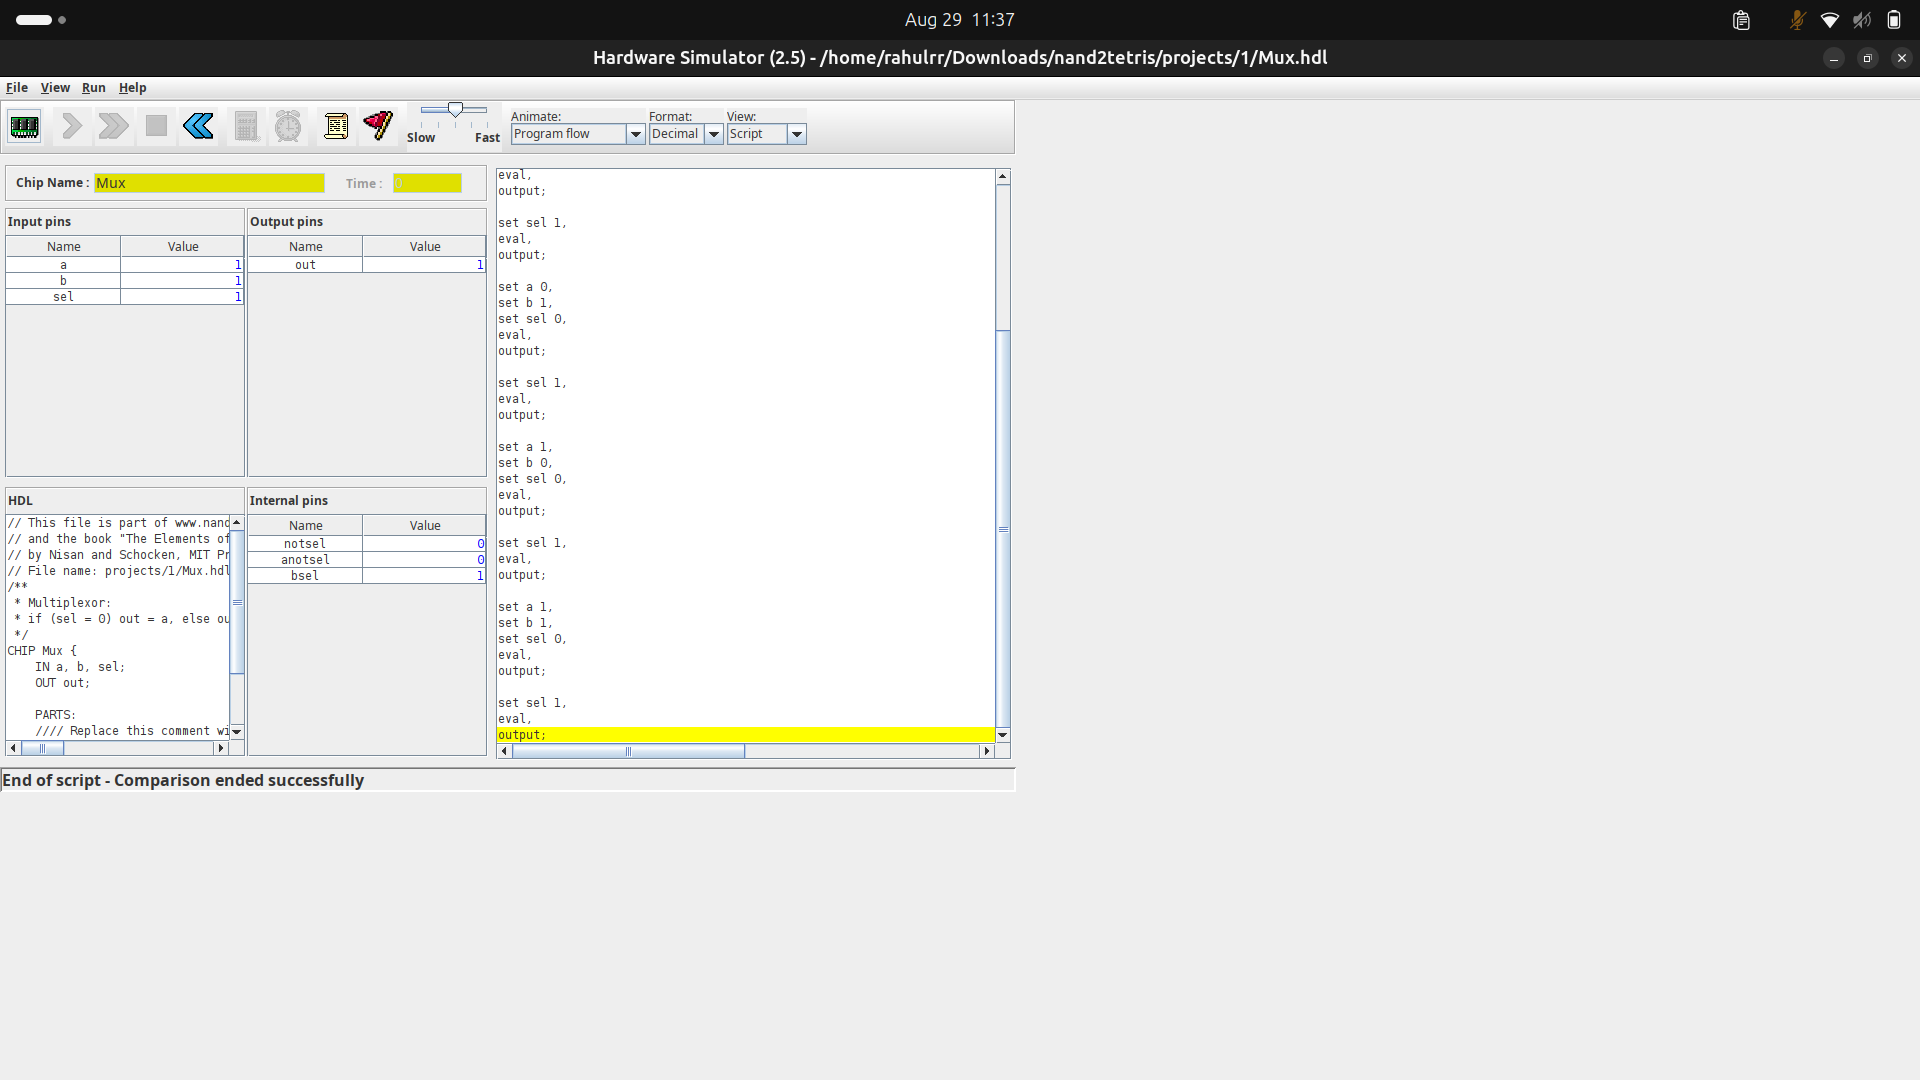 Aug 29 11:37
Hardware Simulator (2.5) - /home/rahulrr/Downloads/nand2tetris/projects/1/Mux.hdl
File View Run Help
Slow Fast
Animate:
Program flow
Format:
Decimal
View:
Script
Chip Name : Mux
Time : 0
Input pins
Name Value
a 1
b 1
sel 1
Output pins
Name Value
out 1
HDL
// This file is part of www.nand
// and the book "The Elements of
// by Nisan and Schocken, MIT Pr
// File name: projects/1/Mux.hdl
/**
* Multiplexor:
* if (sel = 0) out = a, else ou
*/
CHIP Mux {
IN a, b, sel;
OUT out;
PARTS:
//// Replace this comment wi
Internal pins
Name Value
notsel 0
anotsel 0
bsel 1
eval,
output;
set sel 1,
eval,
output;
set a 0,
set b 1,
set sel 0,
eval,
output;
set sel 1,
eval,
output;
set a 1,
set b 0,
set sel 0,
eval,
output;
set sel 1,
eval,
output;
set a 1,
set b 1,
set sel 0,
eval,
output;
set sel 1,
eval,
output;
End of script - Comparison ended successfully